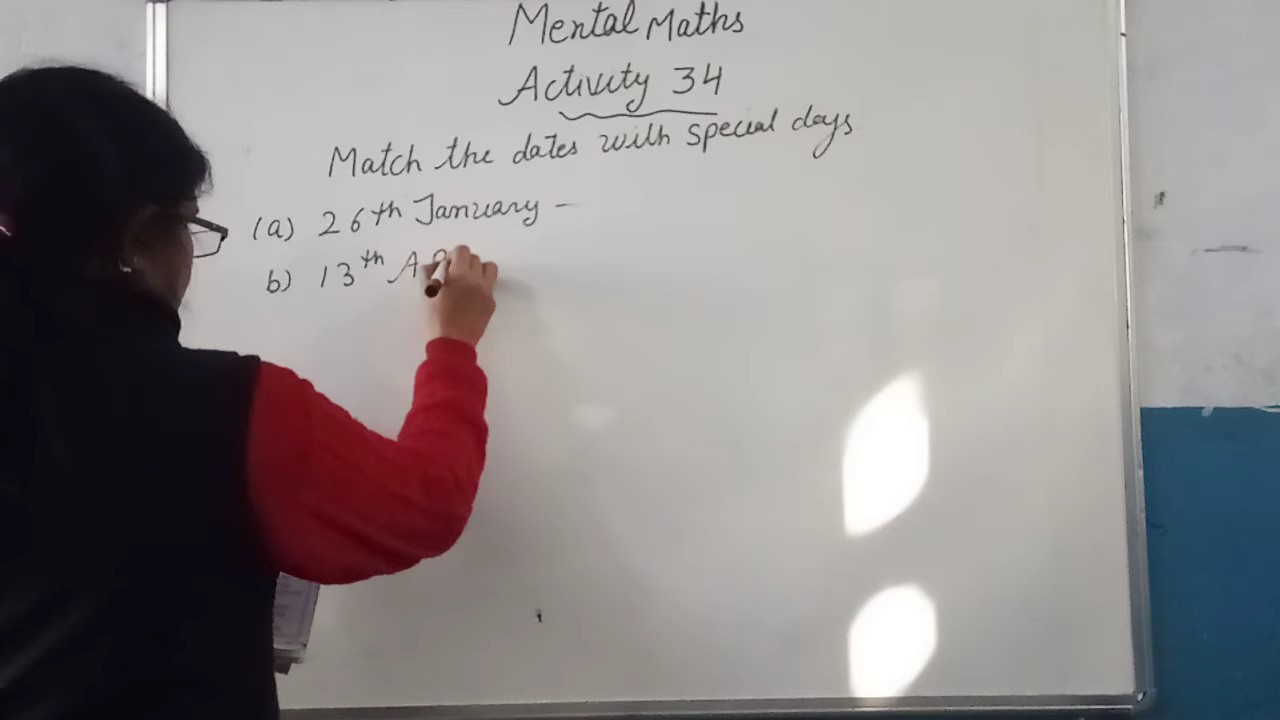 Mental Maths
Activity 34
Match the dates with special days
(a) 26th January -
b) 13th A